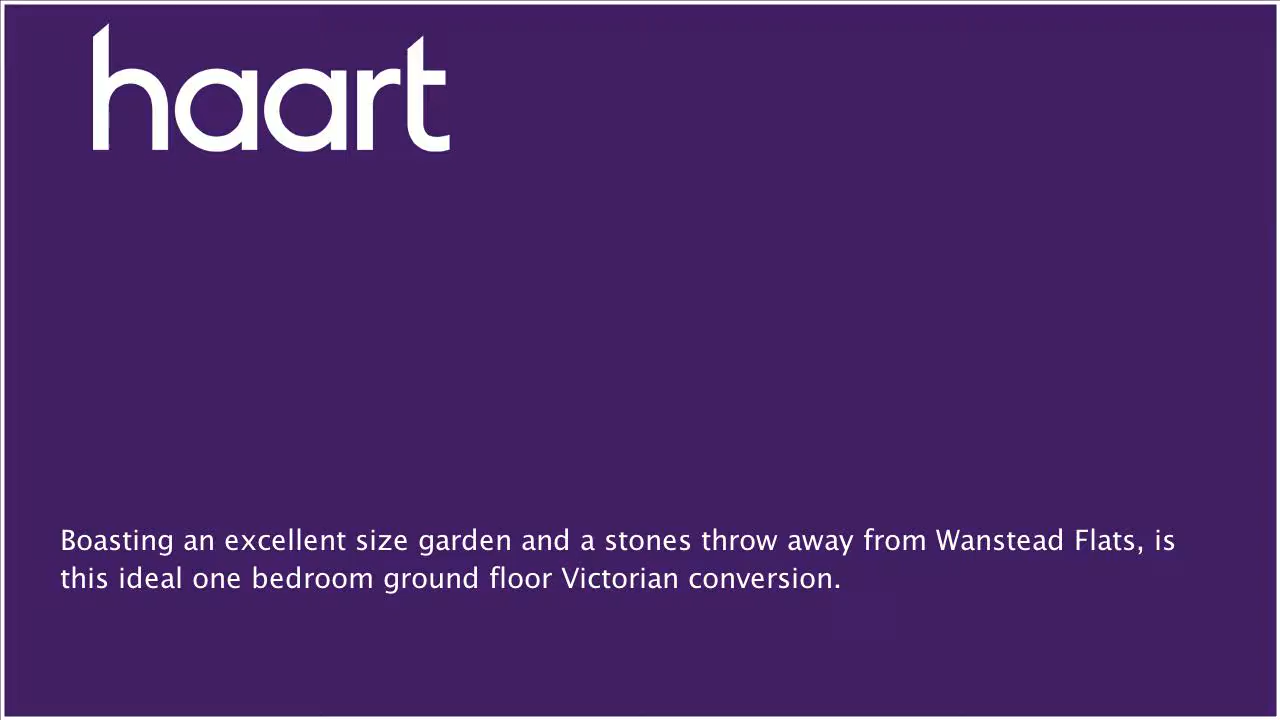 haart
Boasting an excellent size garden and a stones throw away from Wanstead Flats, is
this ideal one bedroom ground floor Victorian conversion.